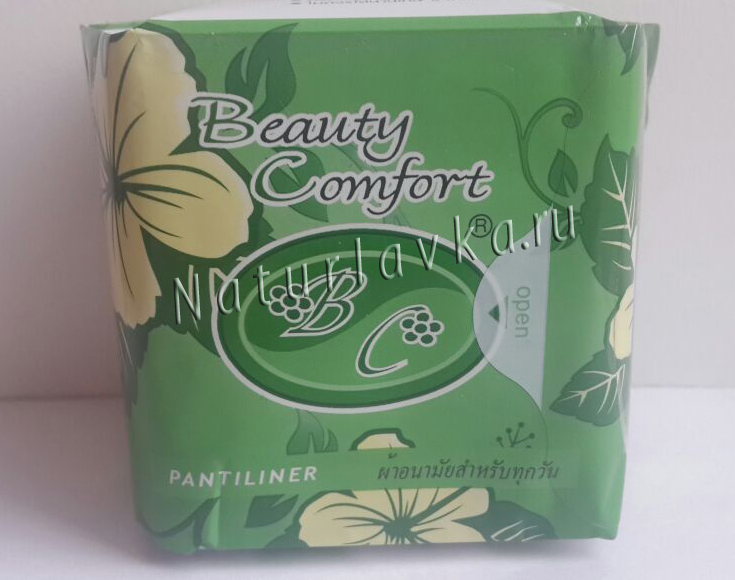 Beauty
Comfort
®
Naturlavka.ru
B
C
open
PANTILINER
ผ้าอนามัยสำหรับทุกวัน